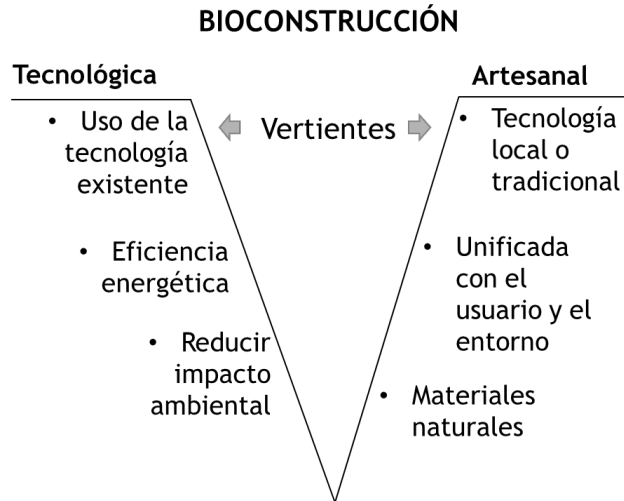 BIOCONSTRUCCIÓN
Tecnológica
• Uso de la
tecnología
existente
• Eficiencia
energética
• Reducir
impacto
ambiental
Vertientes
Artesanal
• Tecnología
local o
tradicional
• Unificada
con el
usuario y el
entorno
• Materiales
naturales